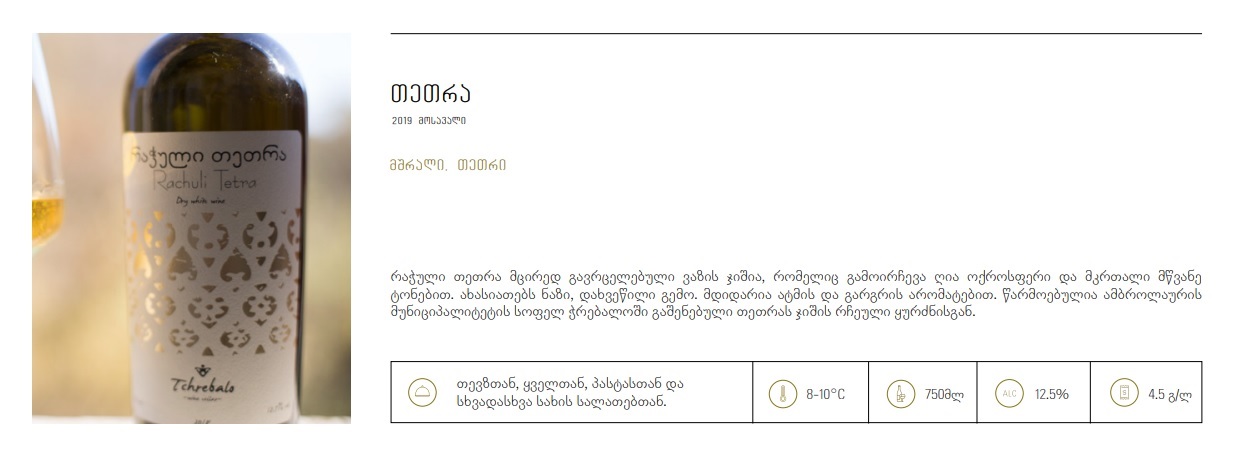 რაჭული თეთრა
Rachuli Tetra
Dry white wine
Tchrebalo
wine cellar
თეთრა
2019 მოსავალი
მშრალი, თეთრი
რაჭული თეთრა მცირედ გავრცელებული ვაზის ჯიშია, რომელიც გამოირჩევა ღია ოქროსფერი და მკრთალი მწვანე
ტონებით. ახასიათებს ნაზი, დახვეწილი გემო. მდიდარია ატმის და გარგრის არომატებით. წარმოებულია ამბროლაურის
მუნიციპალიტეტის სოფელ ჭრებალოში გაშენებული თეთრას ჯიშის რჩეული ყურძნისგან.
თევზთან, ყველთან, პასტასთან და
სხვადასხვა სახის სალათებთან.
8-10°C
750მლ
ALC 12.5%
S 4.5 გ/ლ